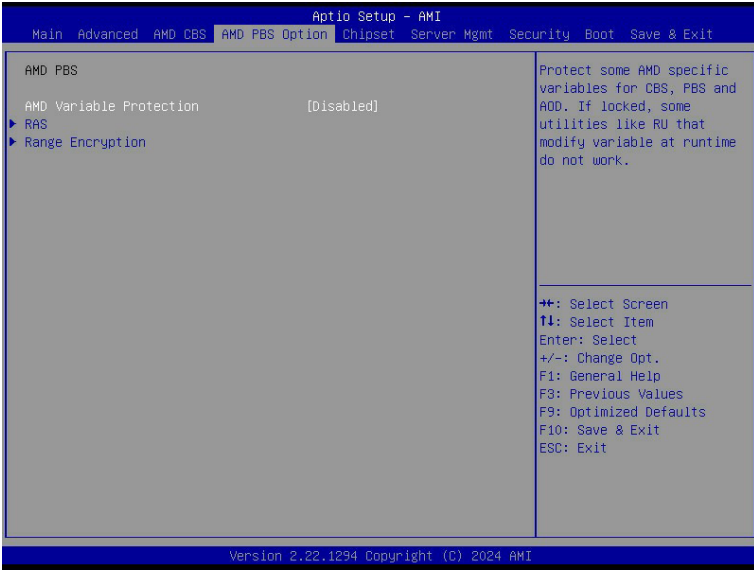 Aptio Setup - AMI
Main Advanced AMD CBS AMD PBS Option Chipset Server Mgmt Security Boot Save & Exit
AMD PBS
AMD Variable Protection [Disabled]
RAS
Range Encryption
Protect some AMD specific
variables for CBS, PBS and
AOD. If locked, some
utilities like RU that
modify variable at runtime
do not work.
→←: Select Screen
↑↓: Select Item
Enter: Select
+/-: Change Opt.
F1: General Help
F3: Previous Values
F9: Optimized Defaults
F10: Save & Exit
ESC: Exit
Version 2.22.1294 Copyright (C) 2024 AMI